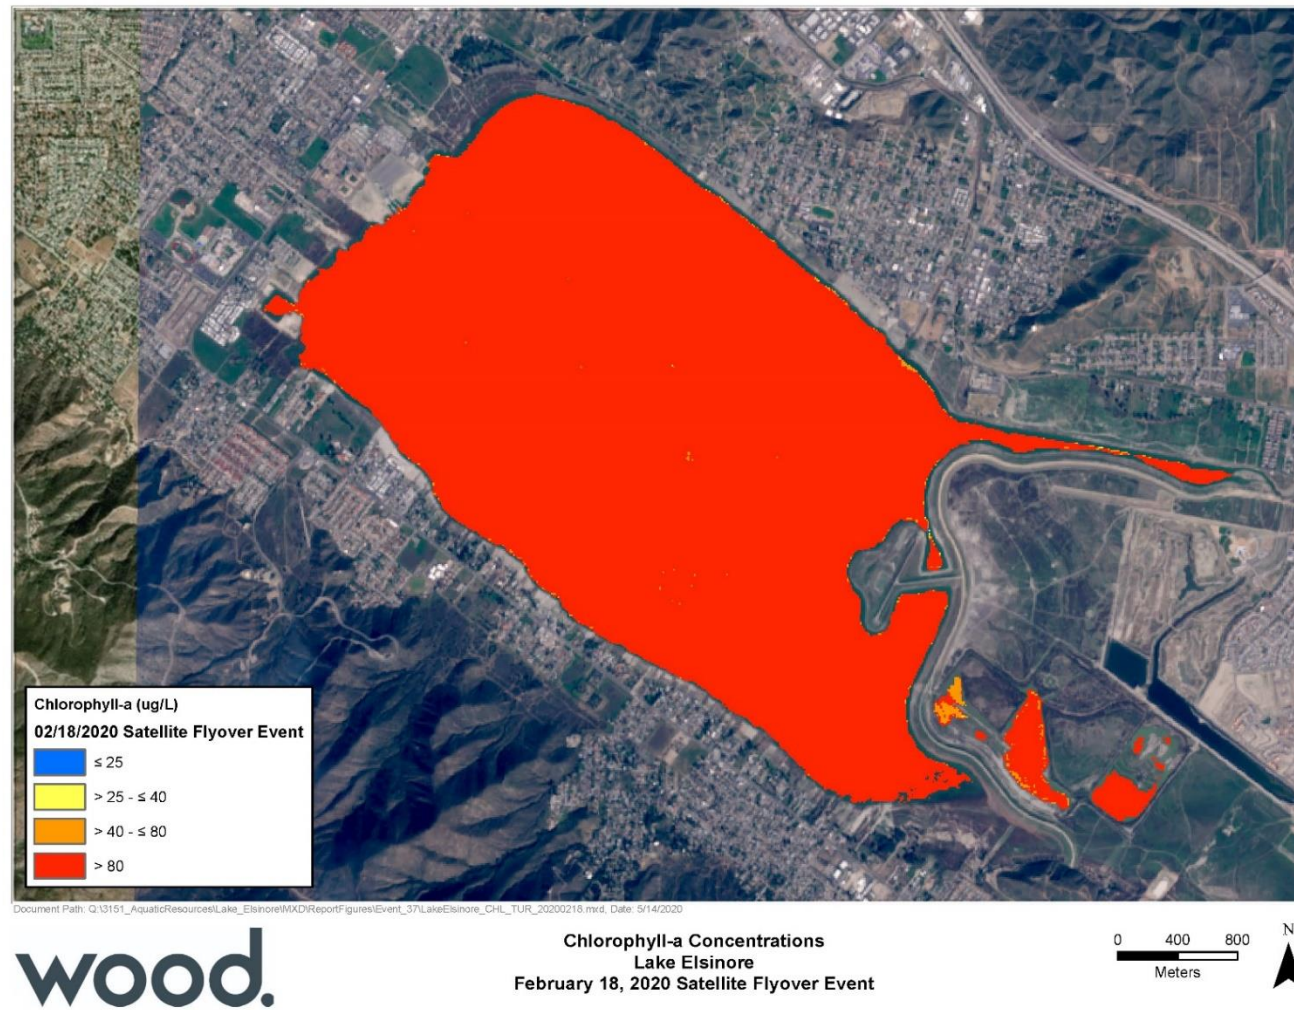 Chlorophyll-a (ug/L)
02/18/2020 Satellite Flyover Event
≤ 25
> 25 - ≤ 40
> 40 - ≤ 80
> 80
Document Path: Q:\3151_AquaticResources\Lake_Elsinore\MXD\ReportFigures\Event_37\LakeElsinore_CHL_TUR_20200218.mxd, Date: 5/14/2020
wood.
Chlorophyll-a Concentrations
Lake Elsinore
February 18, 2020 Satellite Flyover Event
0 400 800
Meters
N